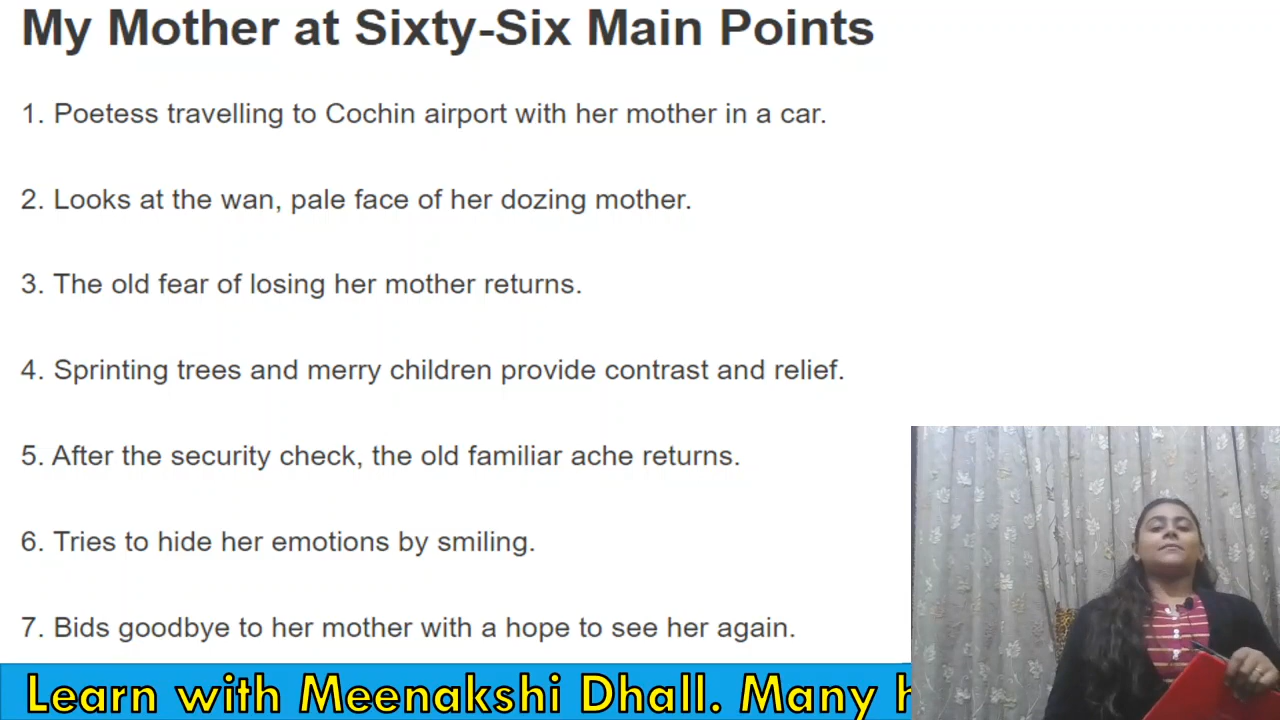 My Mother at Sixty-Six Main Points
1. Poetess travelling to Cochin airport with her mother in a car.
2. Looks at the wan, pale face of her dozing mother.
3. The old fear of losing her mother returns.
4. Sprinting trees and merry children provide contrast and relief.
5. After the security check, the old familiar ache returns.
6. Tries to hide her emotions by smiling.
7. Bids goodbye to her mother with a hope to see her again.
Learn with Meenakshi Dhall. Many